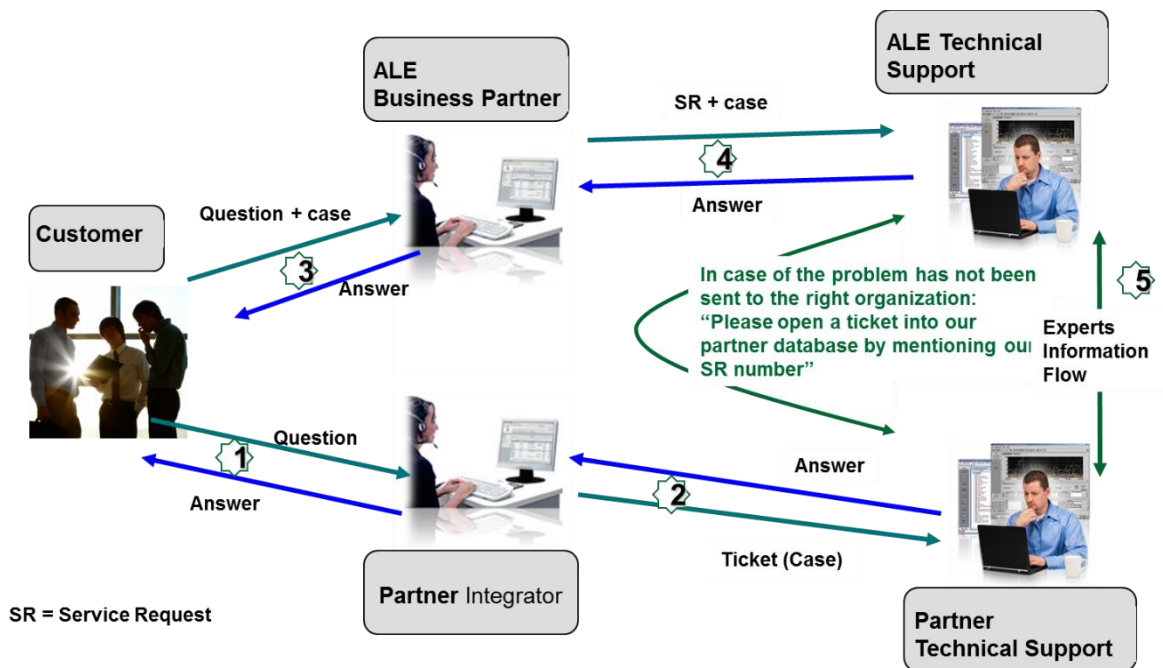 ALE
Business Partner
ALE Technical
Support
SR + case
4
Answer
Customer
Question + case
3
Answer
In case of the problem has not been
sent to the right organization:
“Please open a ticket into our
partner database by mentioning our
SR number”
5
Experts
Information
Flow
Question
1
Answer
Answer
2
Ticket (Case)
Partner Integrator
SR = Service Request
Partner
Technical Support